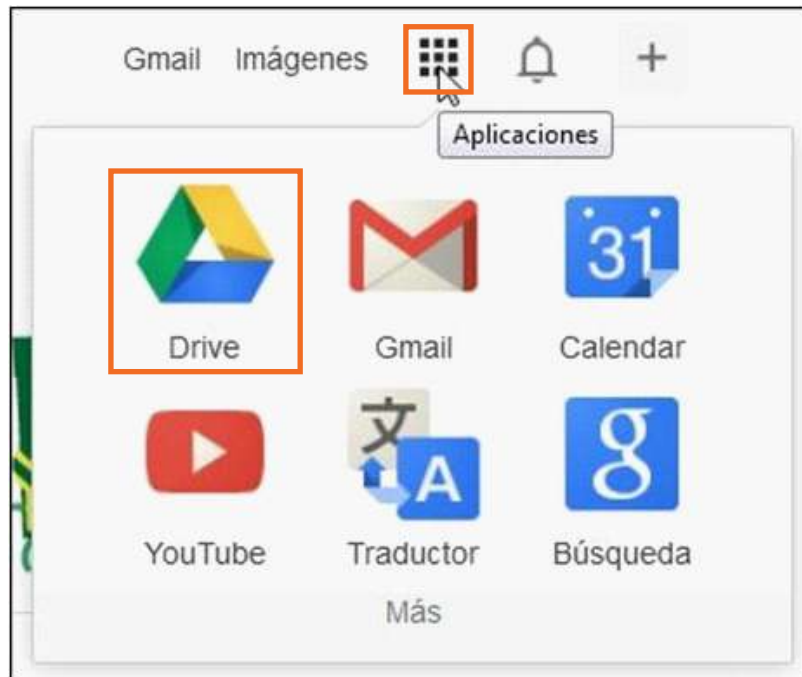 Gmail Imágenes
Aplicaciones
31
Drive Gmail Calendar
文 A g
YouTube Traductor Búsqueda
Más